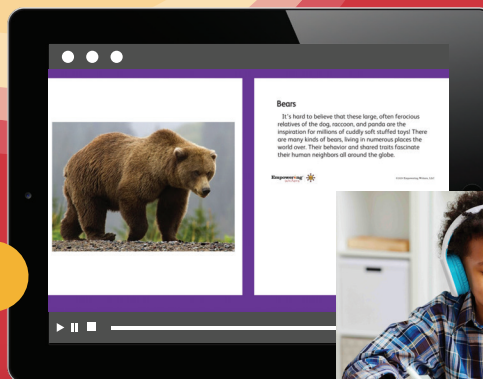 Bears
It's hard to believe that these large, often ferocious
relatives of the dog, raccoon, and panda are the
inspiration for millions of cuddly soft stuffed toys! There
are many kinds of bears, living in numerous places the
world over. Their behavior and shared traits fascinate
their human neighbors all around the globe.
Empowering